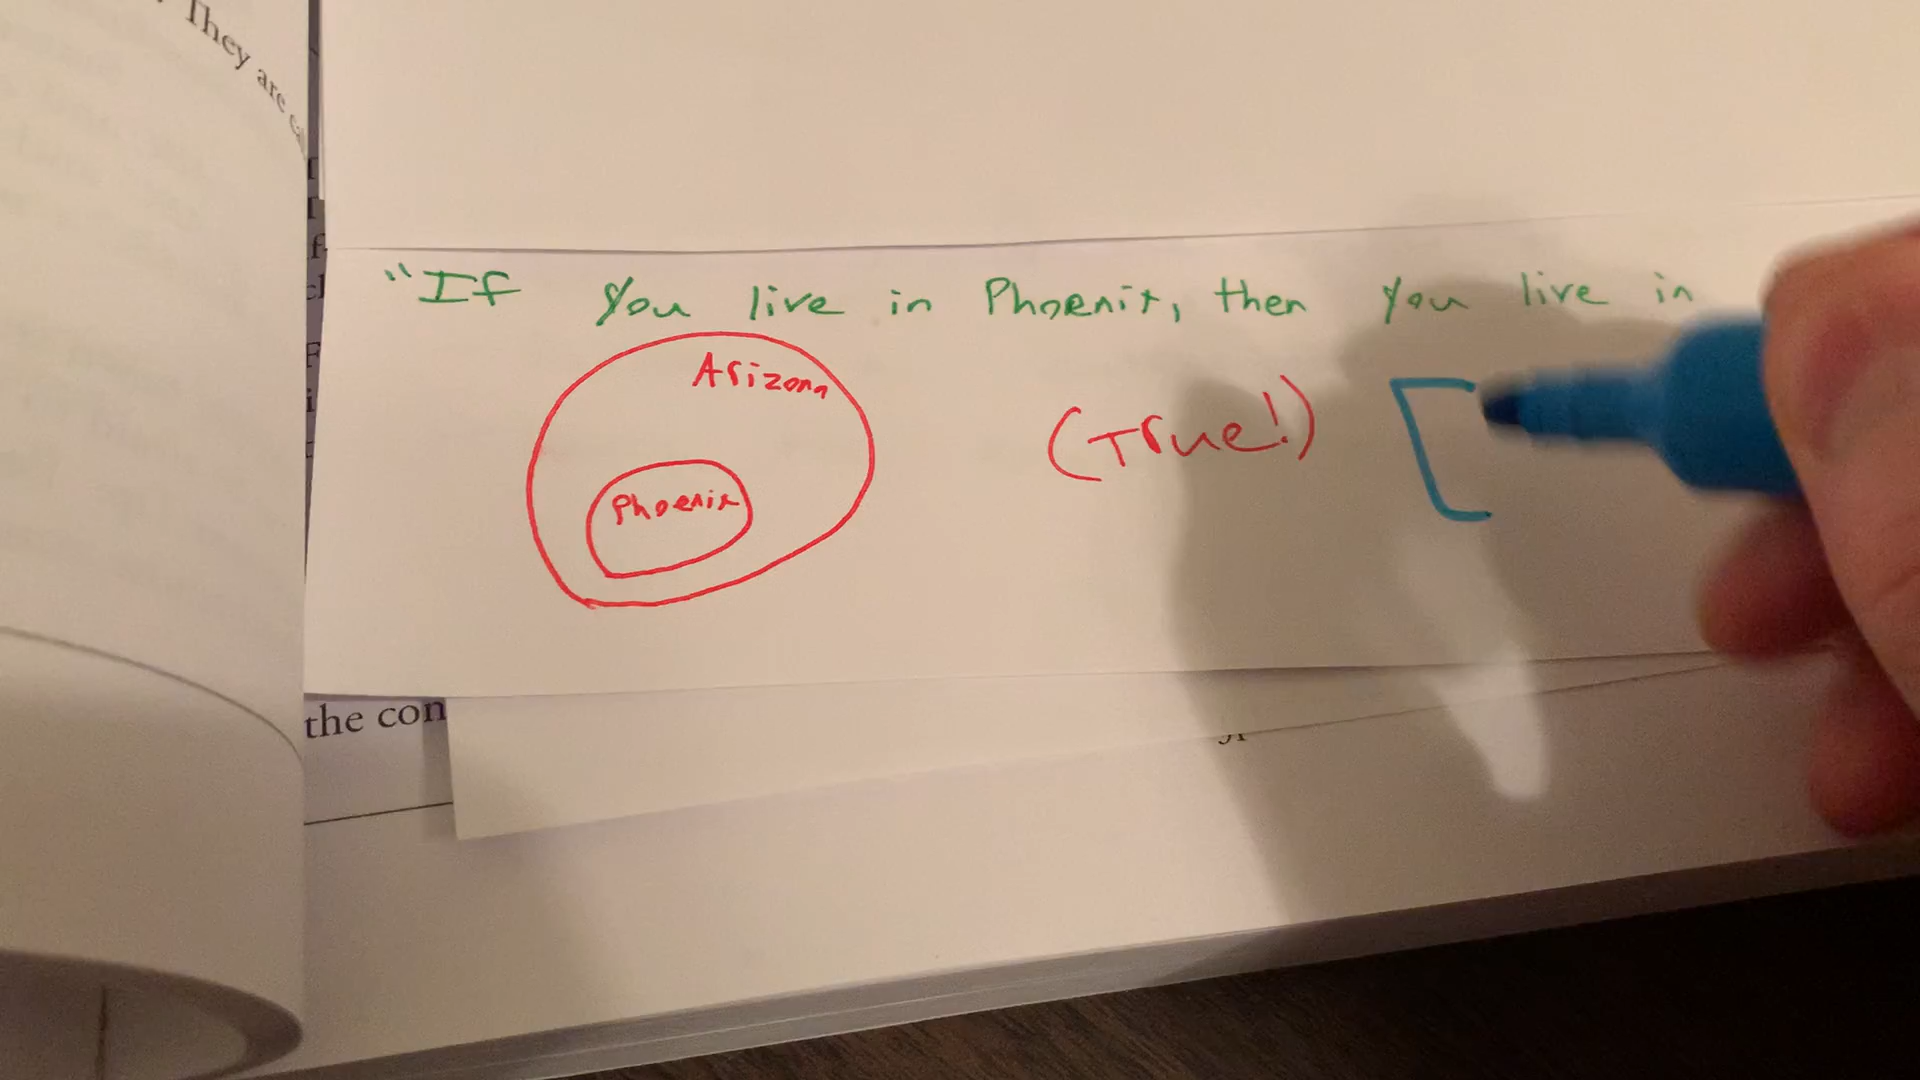 They are
"If you live in Phoenix, then you live in
Arizona
(True!)
Phoenix
the con